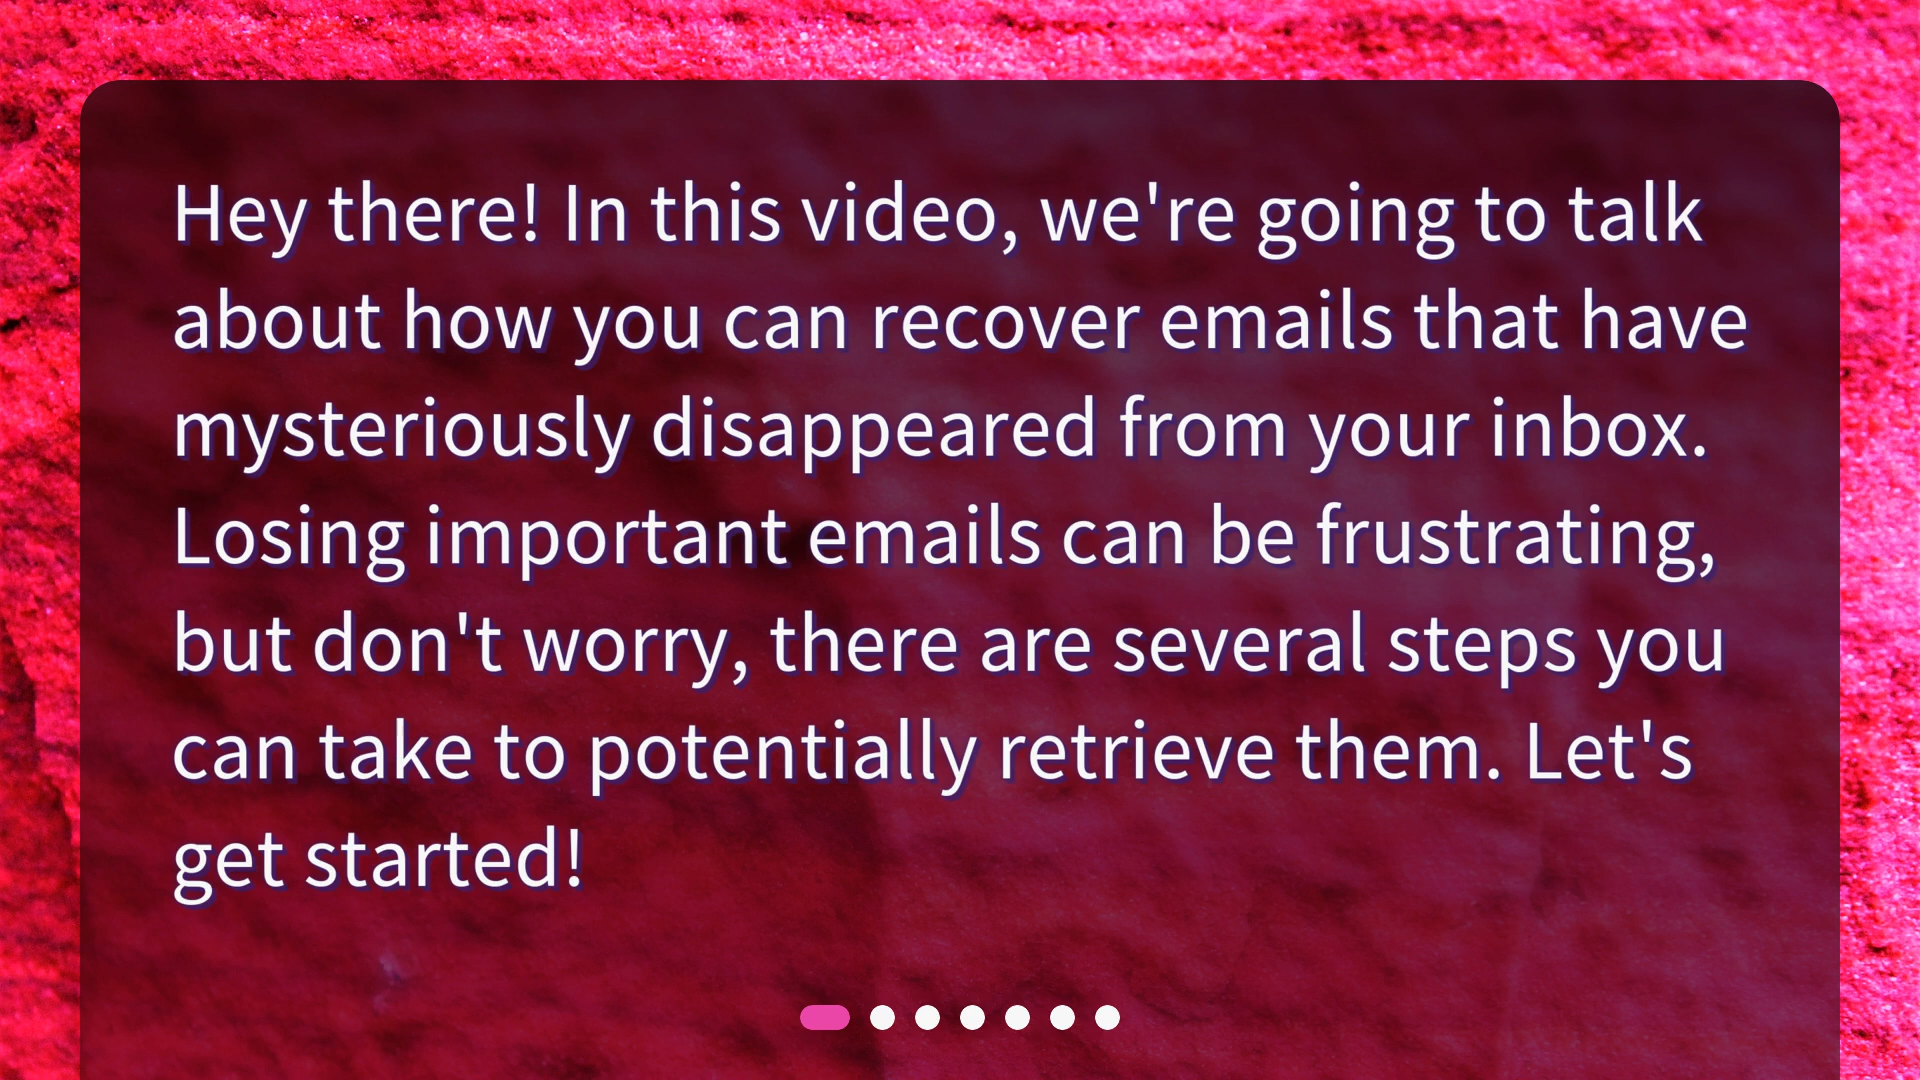 Hey there! In this video, we're going to talk
about how you can recover emails that have
mysteriously disappeared from your inbox.
Losing important emails can be frustrating,
but don't worry, there are several steps you
can take to potentially retrieve them. Let's
get started!